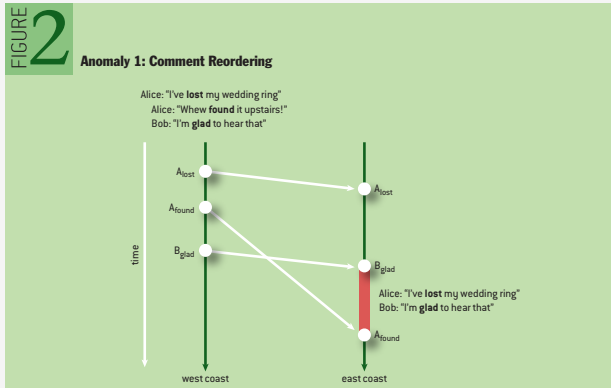 FIGURE 2
Anomaly 1: Comment Reordering
Alice: "I've lost my wedding ring"
Alice: "Whew found it upstairs!"
Bob: "I'm glad to hear that"
Alost
Alost
Afound
Bglad
Bglad
time
Alice: "I've lost my wedding ring"
Bob: "I'm glad to hear that"
Afound
west coast
east coast